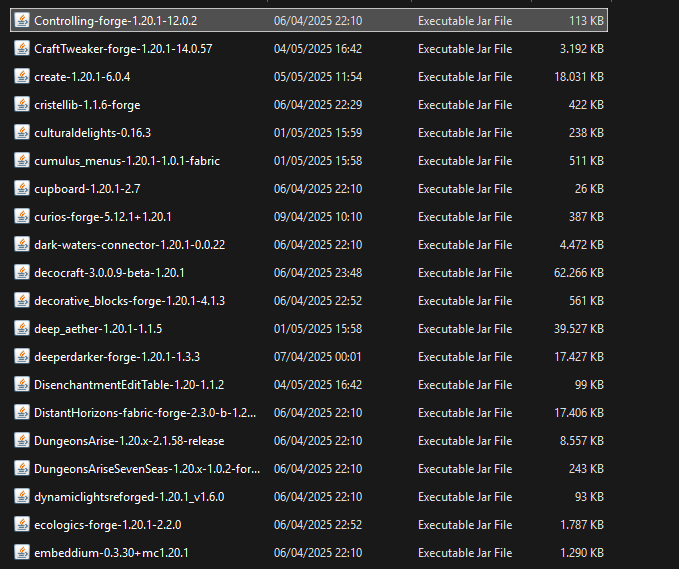 Controlling-forge-1.20.1-12.0.2 06/04/2025 22:10 Executable Jar File 113 KB
CraftTweaker-forge-1.20.1-14.0.57 04/05/2025 16:42 Executable Jar File 3.192 KB
create-1.20.1-6.0.4 05/05/2025 11:54 Executable Jar File 18.031 KB
cristellib-1.1.6-forge 06/04/2025 22:29 Executable Jar File 422 KB
culturaldelights-0.16.3 01/05/2025 15:59 Executable Jar File 238 KB
cumulus_menus-1.20.1-1.0.1-fabric 01/05/2025 15:58 Executable Jar File 511 KB
cupboard-1.20.1-2.7 06/04/2025 22:10 Executable Jar File 26 KB
curios-forge-5.12.1+1.20.1 09/04/2025 10:10 Executable Jar File 387 KB
dark-waters-connector-1.20.1-0.0.22 06/04/2025 22:10 Executable Jar File 4.472 KB
decocraft-3.0.0.9-beta-1.20.1 06/04/2025 23:48 Executable Jar File 62.266 KB
decorative_blocks-forge-1.20.1-4.1.3 06/04/2025 22:52 Executable Jar File 561 KB
deep_aether-1.20.1-1.1.5 01/05/2025 15:58 Executable Jar File 39.527 KB
deeperdarker-forge-1.20.1-1.3.3 07/04/2025 00:01 Executable Jar File 17.427 KB
DisenchantmentEditTable-1.20-1.1.2 04/05/2025 16:42 Executable Jar File 99 KB
DistantHorizons-fabric-forge-2.3.0-b-1.2... 06/04/2025 22:10 Executable Jar File 17.406 KB
DungeonsArise-1.20.x-2.1.58-release 06/04/2025 22:10 Executable Jar File 8.557 KB
DungeonsAriseSevenSeas-1.20.x-1.0.2-for... 06/04/2025 22:10 Executable Jar File 243 KB
dynamiclightsreforged-1.20.1_v1.6.0 06/04/2025 22:10 Executable Jar File 93 KB
ecologics-forge-1.20.1-2.2.0 06/04/2025 22:52 Executable Jar File 1.787 KB
embeddium-0.3.30+mc1.20.1 06/04/2025 22:10 Executable Jar File 1.290 KB